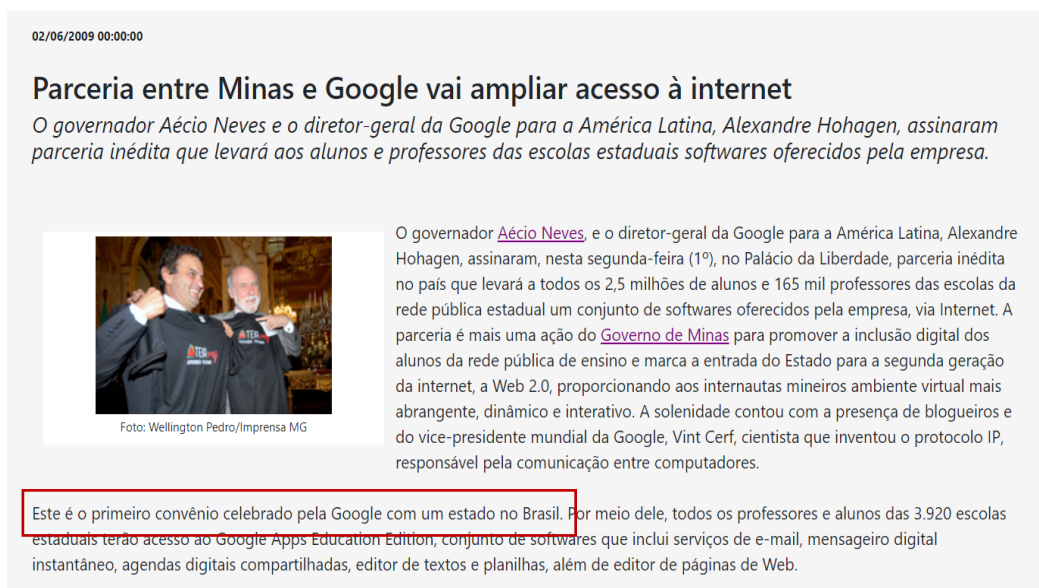 02/06/2009 00:00:00
Parceria entre Minas e Google vai ampliar acesso à internet
O governador Aécio Neves e o diretor-geral da Google para a América Latina, Alexandre Hohagen, assinaram
parceria inédita que levará aos alunos e professores das escolas estaduais softwares oferecidos pela empresa.
O governador Aécio Neves, e o diretor-geral da Google para a América Latina, Alexandre
Hohagen, assinaram, nesta segunda-feira (1º), no Palácio da Liberdade, parceria inédita
no país que levará a todos os 2,5 milhões de alunos e 165 mil professores das escolas da
rede pública estadual um conjunto de softwares oferecidos pela empresa, via Internet. A
parceria é mais uma ação do Governo de Minas para promover a inclusão digital dos
alunos da rede pública de ensino e marca a entrada do Estado para a segunda geração
da internet, a Web 2.0, proporcionando aos internautas mineiros ambiente virtual mais
abrangente, dinâmico e interativo. A solenidade contou com a presença de blogueiros e
do vice-presidente mundial da Google, Vint Cerf, cientista que inventou o protocolo IP,
responsável pela comunicação entre computadores.
Foto: Wellington Pedro/Imprensa MG
Este é o primeiro convênio celebrado pela Google com um estado no Brasil. Por meio dele, todos os professores e alunos das 3.920 escolas
estaduais terão acesso ao Google Apps Education Edition, conjunto de softwares que inclui serviços de e-mail, mensageiro digital
instantâneo, agendas digitais compartilhadas, editor de textos e planilhas, além de editor de páginas de Web.